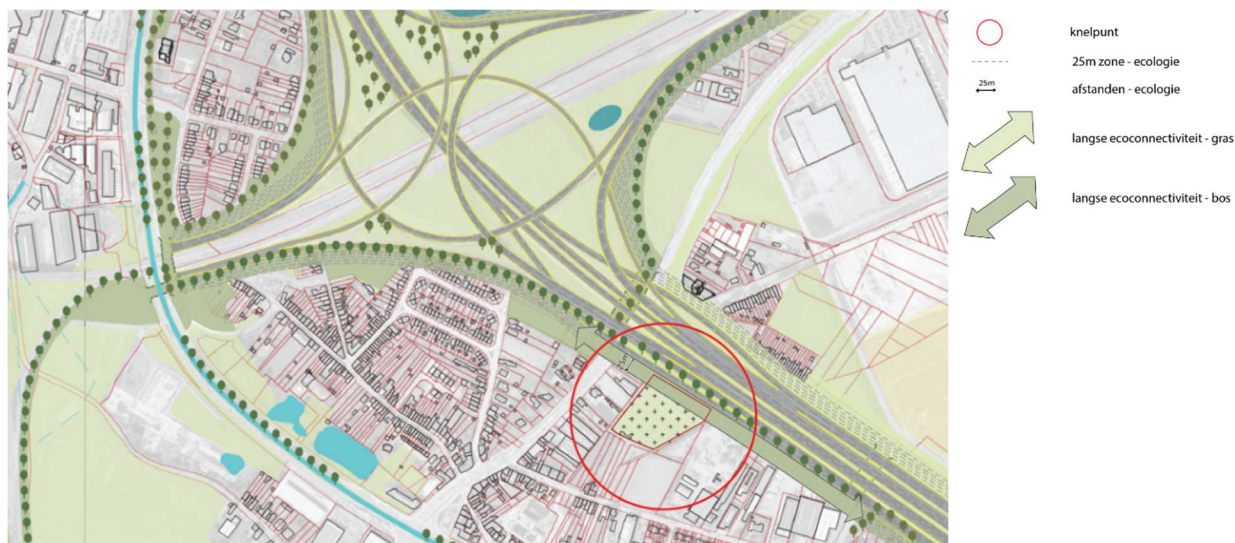 knelpunt
25m zone - ecologie
25m
afstanden - ecologie
langse ecoconnectiviteit - gras
langse ecoconnectiviteit - bos